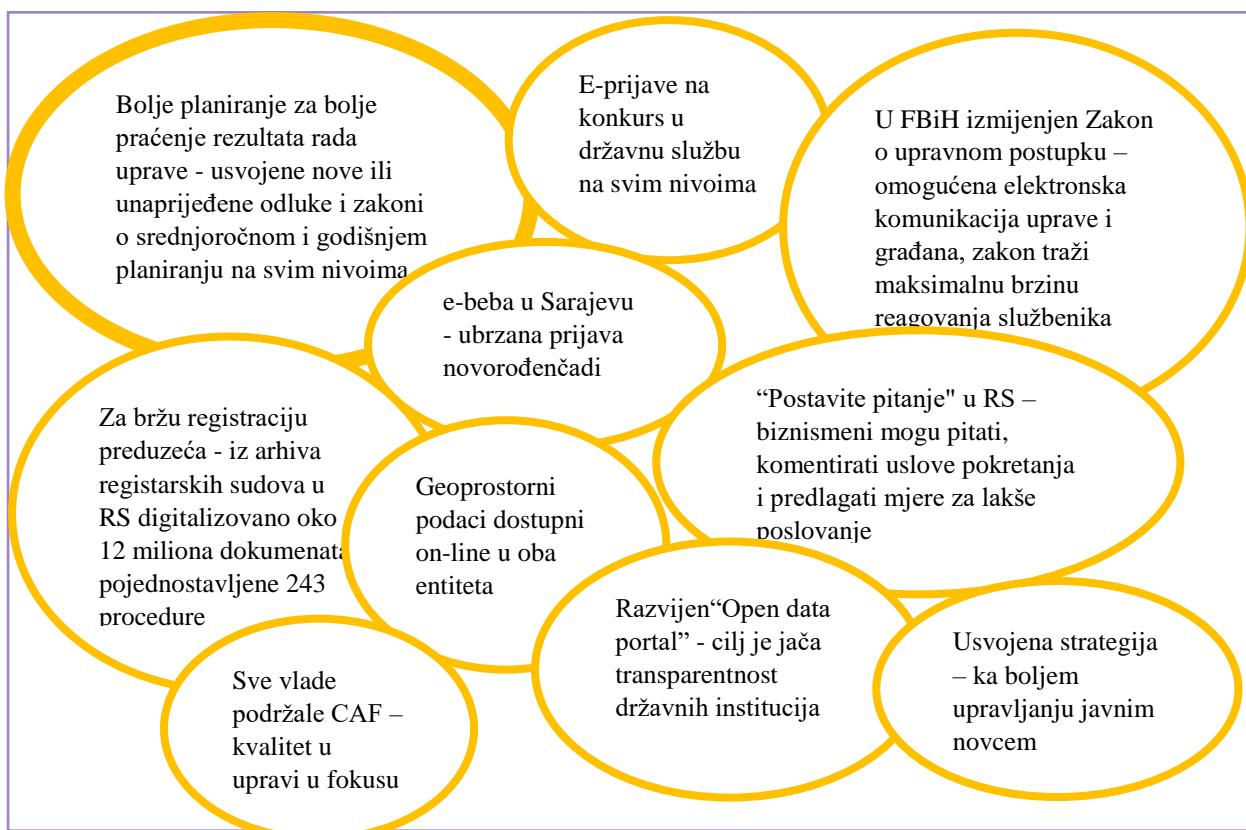 Bolje planiranje za bolje
praćenje rezultata rada
uprave - usvojene nove ili
unaprijeđene odluke i zakoni
o srednjoročnom i godišnjem
planiranju na svim nivoima
E-prijave na
konkurs u
državnu službu
na svim nivoima
U FBiH izmijenjen Zakon
o upravnom postupku –
omogućena elektronska
komunikacija uprave i
građana, zakon traži
maksimalnu brzinu
reagovanja službenika
e-beba u Sarajevu
- ubrzana prijava
novorođenčadi
Za bržu registraciju
preduzeća - iz arhiva
registarskih sudova u
RS digitalizovano oko
12 miliona dokumenata
pojednostavljene 243
procedure
Geoprostorni
podaci dostupni
on-line u oba
entiteta
“Postavite pitanje" u RS –
biznismeni mogu pitati,
komentirati uslove pokretanja
i predlagati mjere za lakše
poslovanje
Sve vlade
podržale CAF –
kvalitet u
upravi u fokusu
Razvijen“Open data
portal” - cilj je jača
transparentnost
državnih institucija
Usvojena strategija
– ka boljem
upravljanju javnim
novcem